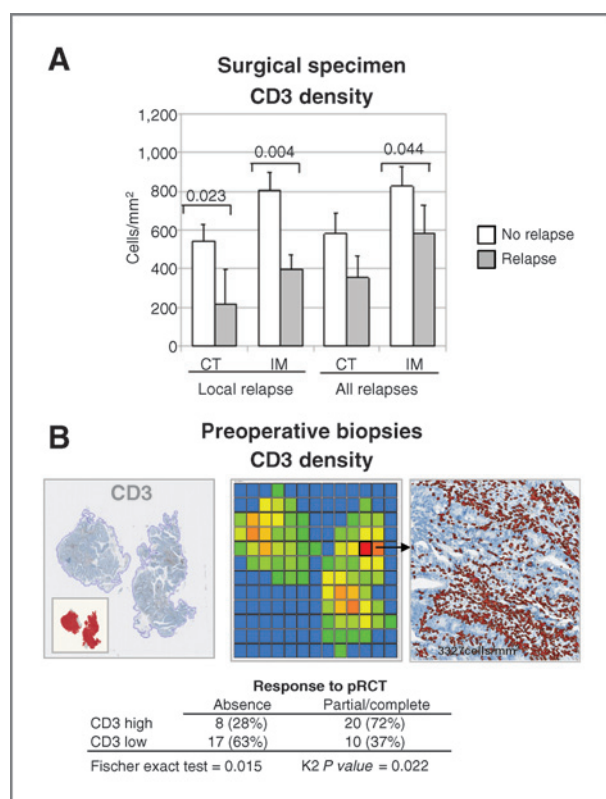 A
Surgical specimen
CD3 density
1,200
1,000
800
600
400
200
0
Cells/mm²
0.023
0.004
0.044
CT IM CT IM
Local relapse All relapses
No relapse
Relapse
B
Preoperative biopsies
CD3 density
CD3
3327cells/mm²
Response to pRCT
Absence Partial/complete
CD3 high 8 (28%) 20 (72%)
CD3 low 17 (63%) 10 (37%)
Fischer exact test = 0.015 K2 P value = 0.022